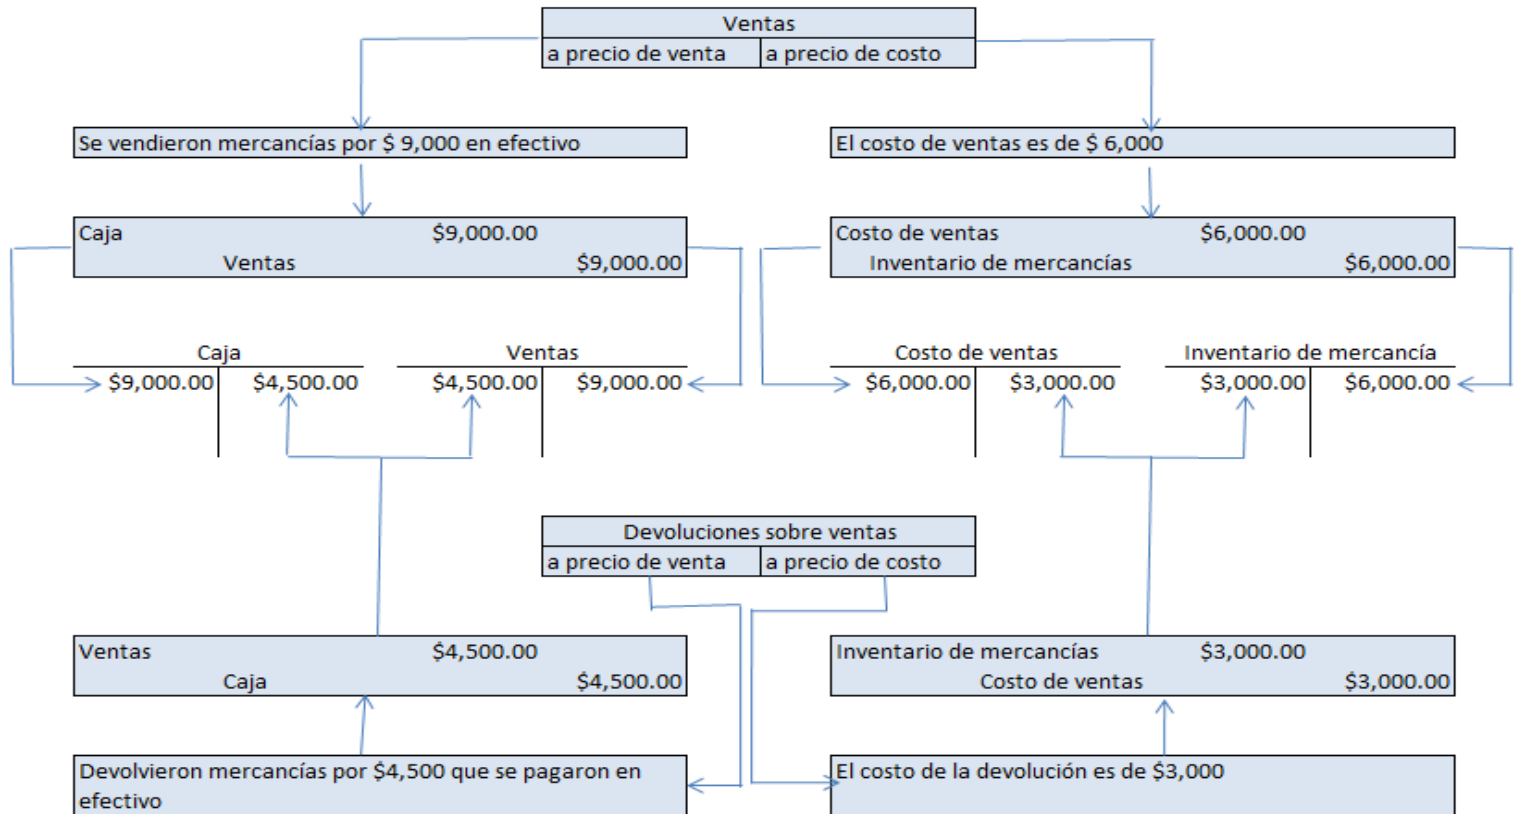 Ventas
a precio de venta a precio de costo
Se vendieron mercancías por $ 9,000 en efectivo
El costo de ventas es de $ 6,000
Caja $9,000.00
Ventas $9,000.00
Costo de ventas $6,000.00
Inventario de mercancías $6,000.00
Caja
$9,000.00 $4,500.00
Ventas
$4,500.00 $9,000.00
Costo de ventas
$6,000.00 $3,000.00
Inventario de mercancía
$3,000.00 $6,000.00
Devoluciones sobre ventas
a precio de venta a precio de costo
Ventas $4,500.00
Caja $4,500.00
Inventario de mercancías $3,000.00
Costo de ventas $3,000.00
Devolvieron mercancías por $4,500 que se pagaron en
efectivo
El costo de la devolución es de $3,000